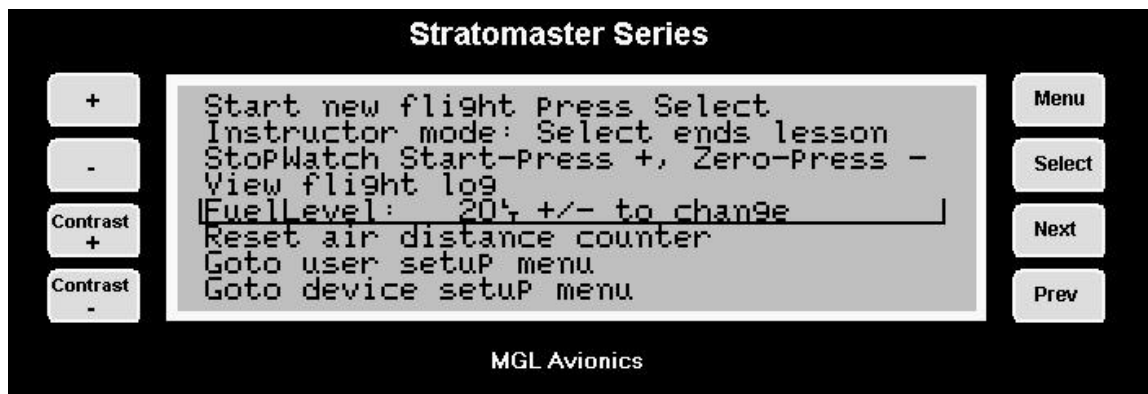 Stratomaster Series
+
-
Contrast
+
Contrast
-
Start new flight Press Select
Instructor mode: Select ends lesson
StopWatch Start-Press +, Zero-Press -
View flight log
FuelLevel: 20 +/- to change
Reset air distance counter
Goto user setup menu
Goto device setup menu
Menu
Select
Next
Prev
MGL Avionics